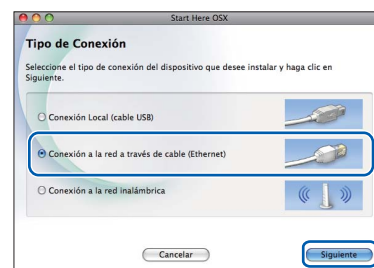 Start Here OSX
Tipo de Conexión
Seleccione el tipo de conexión del dispositivo que desee instalar y haga clic en
Siguiente.
Conexión Local (cable USB)
Conexión a la red a través de cable (Ethernet)
Conexión a la red inalámbrica
Cancelar
Siguiente